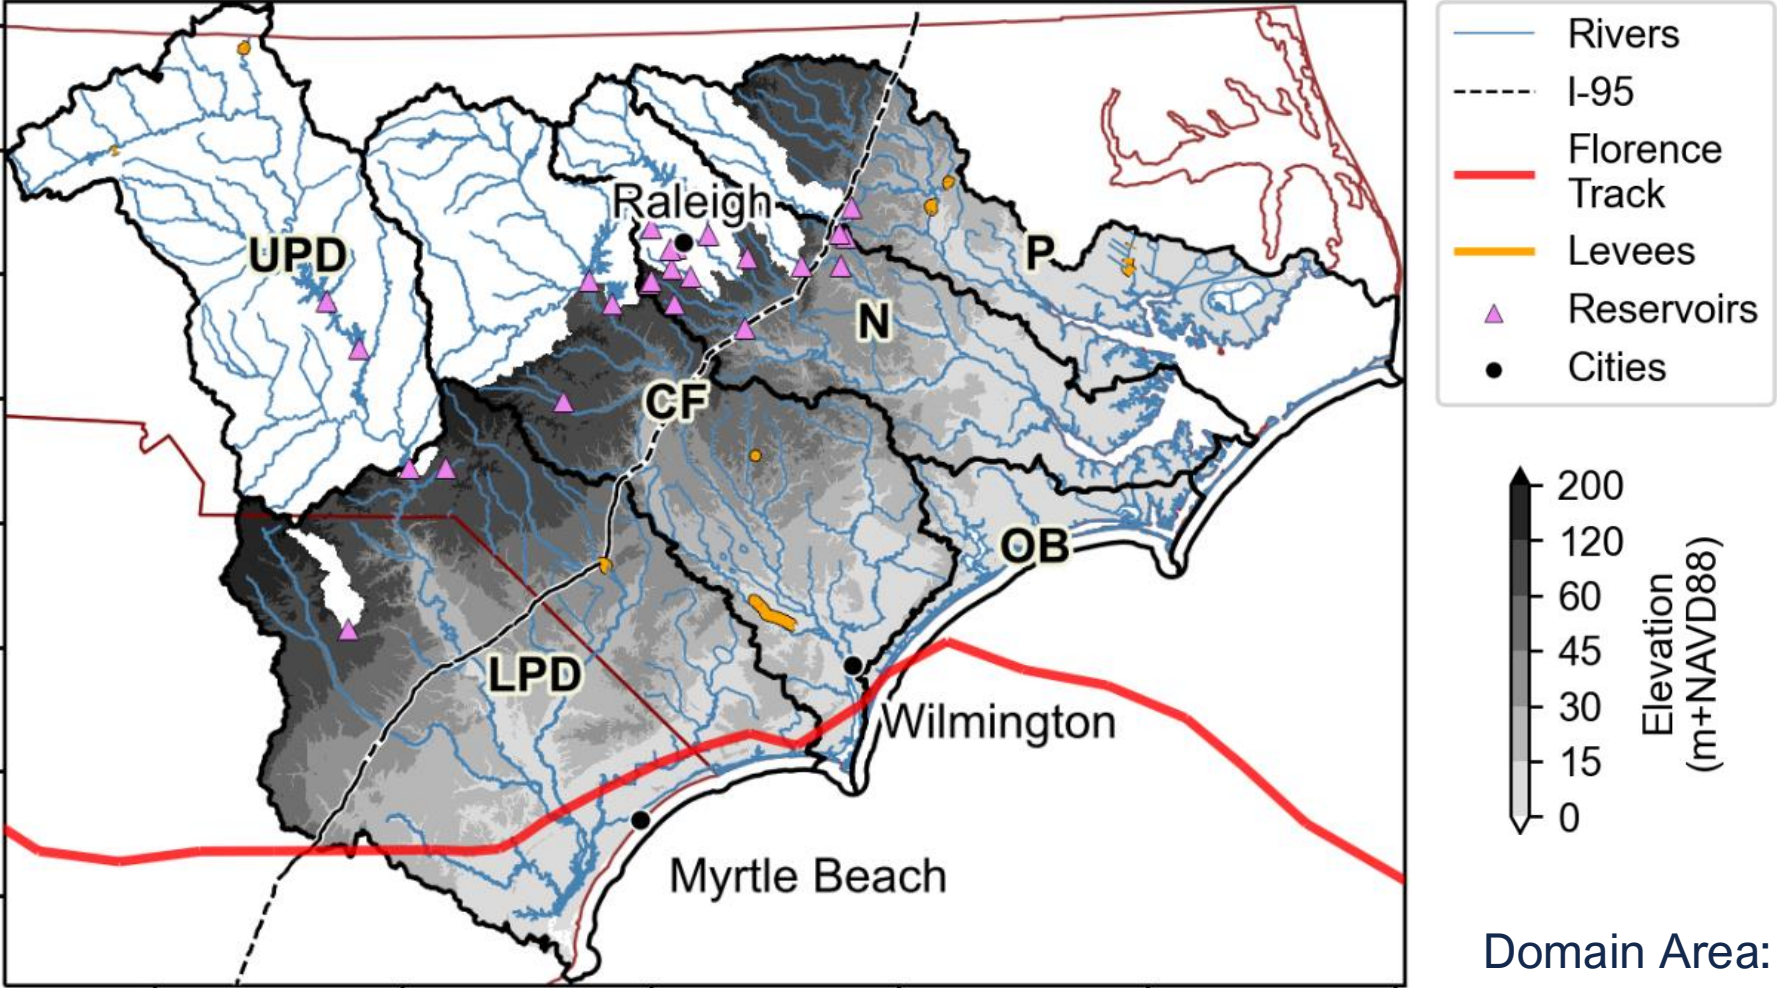 Rivers
I-95
Florence
Track
Levees
Reservoirs
Cities
Raleigh
UPD
P
N
CF
OB
LPD
Wilmington
Myrtle Beach
200
120
60
45
30
15
0
Elevation
(m+NAVD88)
Domain Area: